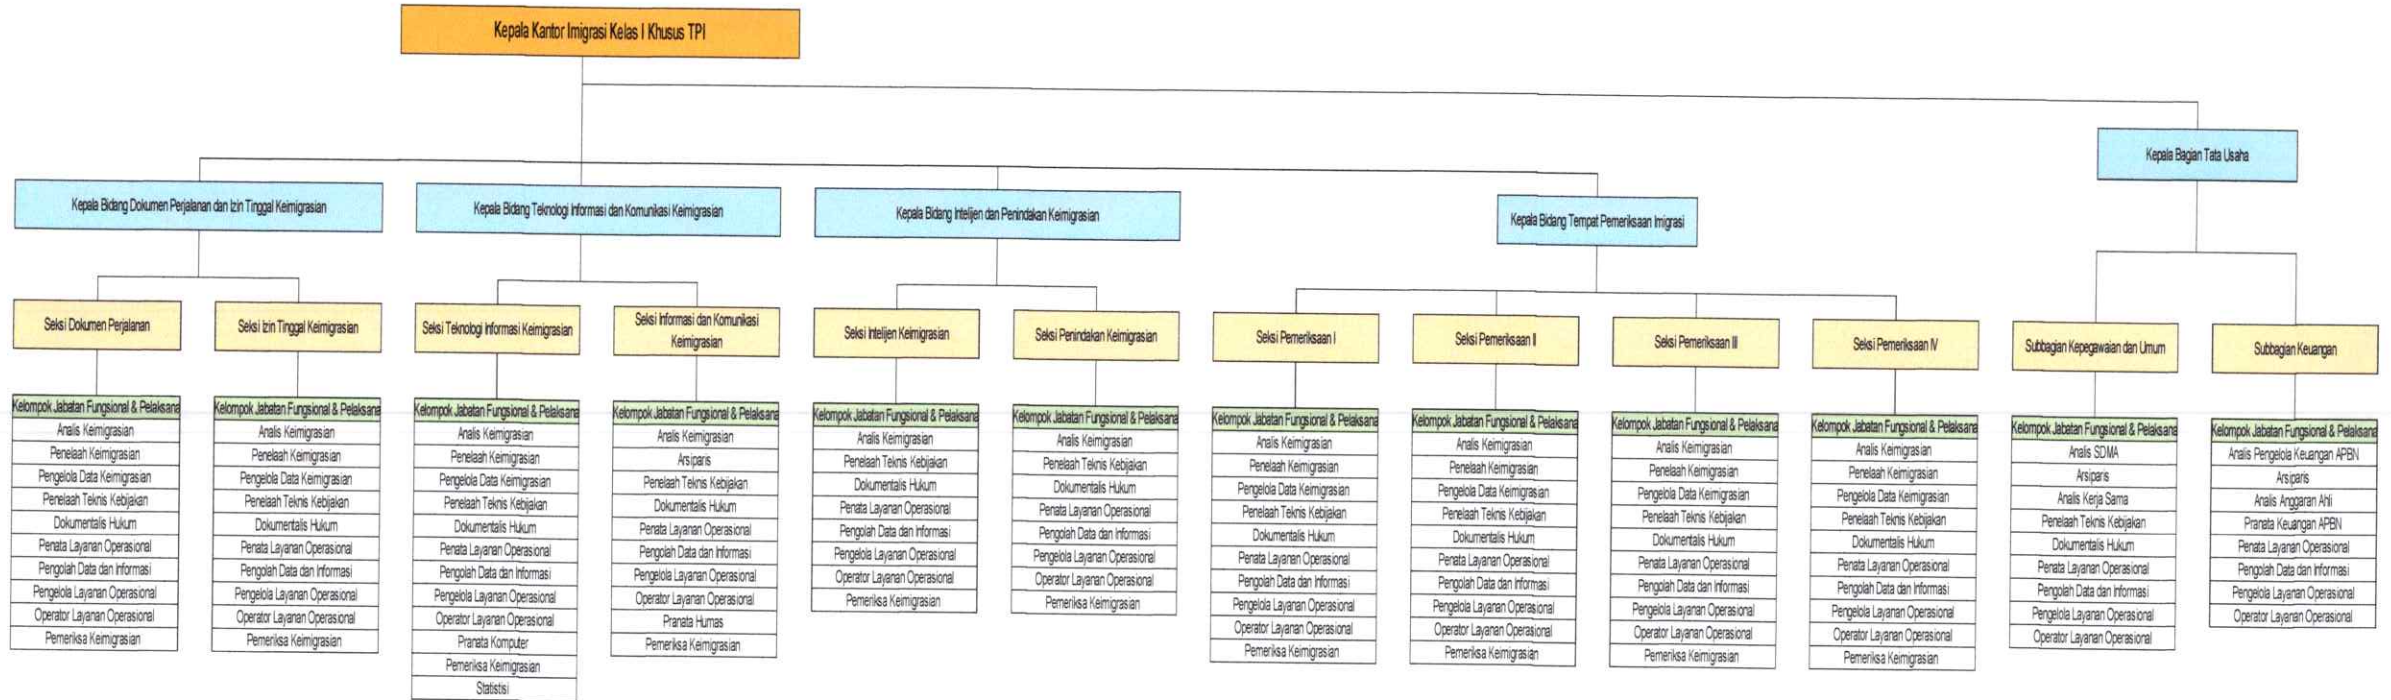 Kepala Kantor Imigrasi Kelas I Khusus TPI
Kepala Bagian Tata Usaha
Kepala Bidang Dokumen Perjalanan dan Izin Tinggal Keimigrasian
Kepala Bidang Teknologi Informasi dan Komunikasi Keimigrasian
Kepala Bidang Intelijen dan Penindakan Keimigrasian
Kepala Bidang Tempat Pemeriksaan Imigrasi
Seksi Dokumen Perjalanan
Kelompok Jabatan Fungsional & Pelaksana
Analis Keimigrasian
Penelaah Keimigrasian
Pengelola Data Keimigrasian
Penelaah Teknis Kebijakan
Dokumentalis Hukum
Penata Layanan Operasional
Pengolah Data dan Informasi
Pengelola Layanan Operasional
Operator Layanan Operasional
Pemeriksa Keimigrasian
Seksi Izin Tinggal Keimigrasian
Kelompok Jabatan Fungsional & Pelaksana
Analis Keimigrasian
Penelaah Keimigrasian
Pengelola Data Keimigrasian
Penelaah Teknis Kebijakan
Dokumentalis Hukum
Penata Layanan Operasional
Pengolah Data dan Informasi
Pengelola Layanan Operasional
Operator Layanan Operasional
Pemeriksa Keimigrasian
Seksi Teknologi Informasi Keimigrasian
Kelompok Jabatan Fungsional & Pelaksana
Analis Keimigrasian
Penelaah Keimigrasian
Pengelola Data Keimigrasian
Penelaah Teknis Kebijakan
Dokumentalis Hukum
Penata Layanan Operasional
Pengolah Data dan Informasi
Pengelola Layanan Operasional
Operator Layanan Operasional
Pranata Komputer
Pemeriksa Keimigrasian
Statistisi
Seksi Informasi dan Komunikasi
Keimigrasian
Kelompok Jabatan Fungsional & Pelaksana
Analis Keimigrasian
Arsiparis
Penelaah Teknis Kebijakan
Dokumentalis Hukum
Penata Layanan Operasional
Pengolah Data dan Informasi
Pengelola Layanan Operasional
Operator Layanan Operasional
Pranata Humas
Pemeriksa Keimigrasian
Seksi Intelijen Keimigrasian
Kelompok Jabatan Fungsional & Pelaksana
Analis Keimigrasian
Penelaah Teknis Kebijakan
Dokumentalis Hukum
Penata Layanan Operasional
Pengolah Data dan Informasi
Pengelola Layanan Operasional
Operator Layanan Operasional
Pemeriksa Keimigrasian
Seksi Penindakan Keimigrasian
Kelompok Jabatan Fungsional & Pelaksana
Analis Keimigrasian
Penelaah Teknis Kebijakan
Dokumentalis Hukum
Penata Layanan Operasional
Pengolah Data dan Informasi
Pengelola Layanan Operasional
Operator Layanan Operasional
Pemeriksa Keimigrasian
Seksi Pemeriksaan I
Kelompok Jabatan Fungsional & Pelaksana
Analis Keimigrasian
Penelaah Keimigrasian
Pengelola Data Keimigrasian
Penelaah Teknis Kebijakan
Dokumentalis Hukum
Penata Layanan Operasional
Pengolah Data dan Informasi
Pengelola Layanan Operasional
Operator Layanan Operasional
Pemeriksa Keimigrasian
Seksi Pemeriksaan II
Kelompok Jabatan Fungsional & Pelaksana
Analis Keimigrasian
Penelaah Keimigrasian
Pengelola Data Keimigrasian
Penelaah Teknis Kebijakan
Dokumentalis Hukum
Penata Layanan Operasional
Pengolah Data dan Informasi
Pengelola Layanan Operasional
Operator Layanan Operasional
Pemeriksa Keimigrasian
Seksi Pemeriksaan III
Kelompok Jabatan Fungsional & Pelaksana
Analis Keimigrasian
Penelaah Keimigrasian
Pengelola Data Keimigrasian
Penelaah Teknis Kebijakan
Dokumentalis Hukum
Penata Layanan Operasional
Pengolah Data dan Informasi
Pengelola Layanan Operasional
Operator Layanan Operasional
Pemeriksa Keimigrasian
Seksi Pemeriksaan IV
Kelompok Jabatan Fungsional & Pelaksana
Analis Keimigrasian
Penelaah Keimigrasian
Pengelola Data Keimigrasian
Penelaah Teknis Kebijakan
Dokumentalis Hukum
Penata Layanan Operasional
Pengolah Data dan Informasi
Pengelola Layanan Operasional
Operator Layanan Operasional
Pemeriksa Keimigrasian
Subbagian Kepegawaian dan Umum
Kelompok Jabatan Fungsional & Pelaksana
Analis SDMA
Arsiparis
Analis Kerja Sama
Penelaah Teknis Kebijakan
Dokumentalis Hukum
Penata Layanan Operasional
Pengolah Data dan Informasi
Pengelola Layanan Operasional
Operator Layanan Operasional
Subbagian Keuangan
Kelompok Jabatan Fungsional & Pelaksana
Analis Pengelola Keuangan APBN
Arsiparis
Analis Anggaran Ahli
Pranata Keuangan APBN
Penata Layanan Operasional
Pengolah Data dan Informasi
Pengelola Layanan Operasional
Operator Layanan Operasional